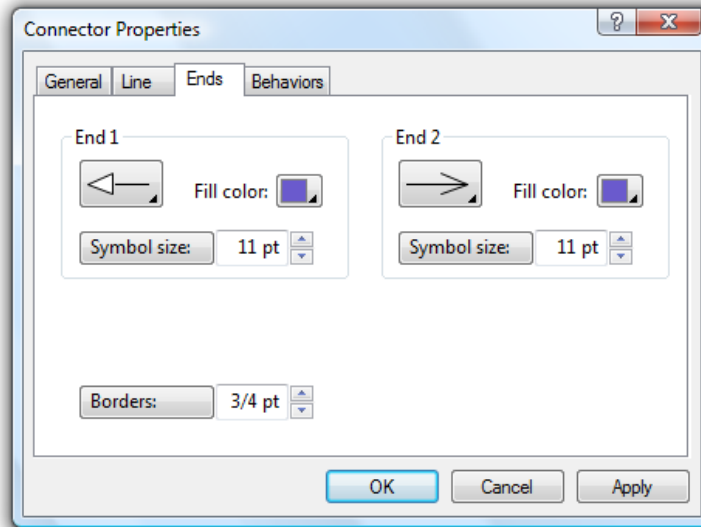 Connector Properties
?
General Line Ends Behaviors
End 1 End 2
Fill color: Fill color:
Symbol size: 11 pt Symbol size: 11 pt
Borders: 3/4 pt
OK Cancel Apply